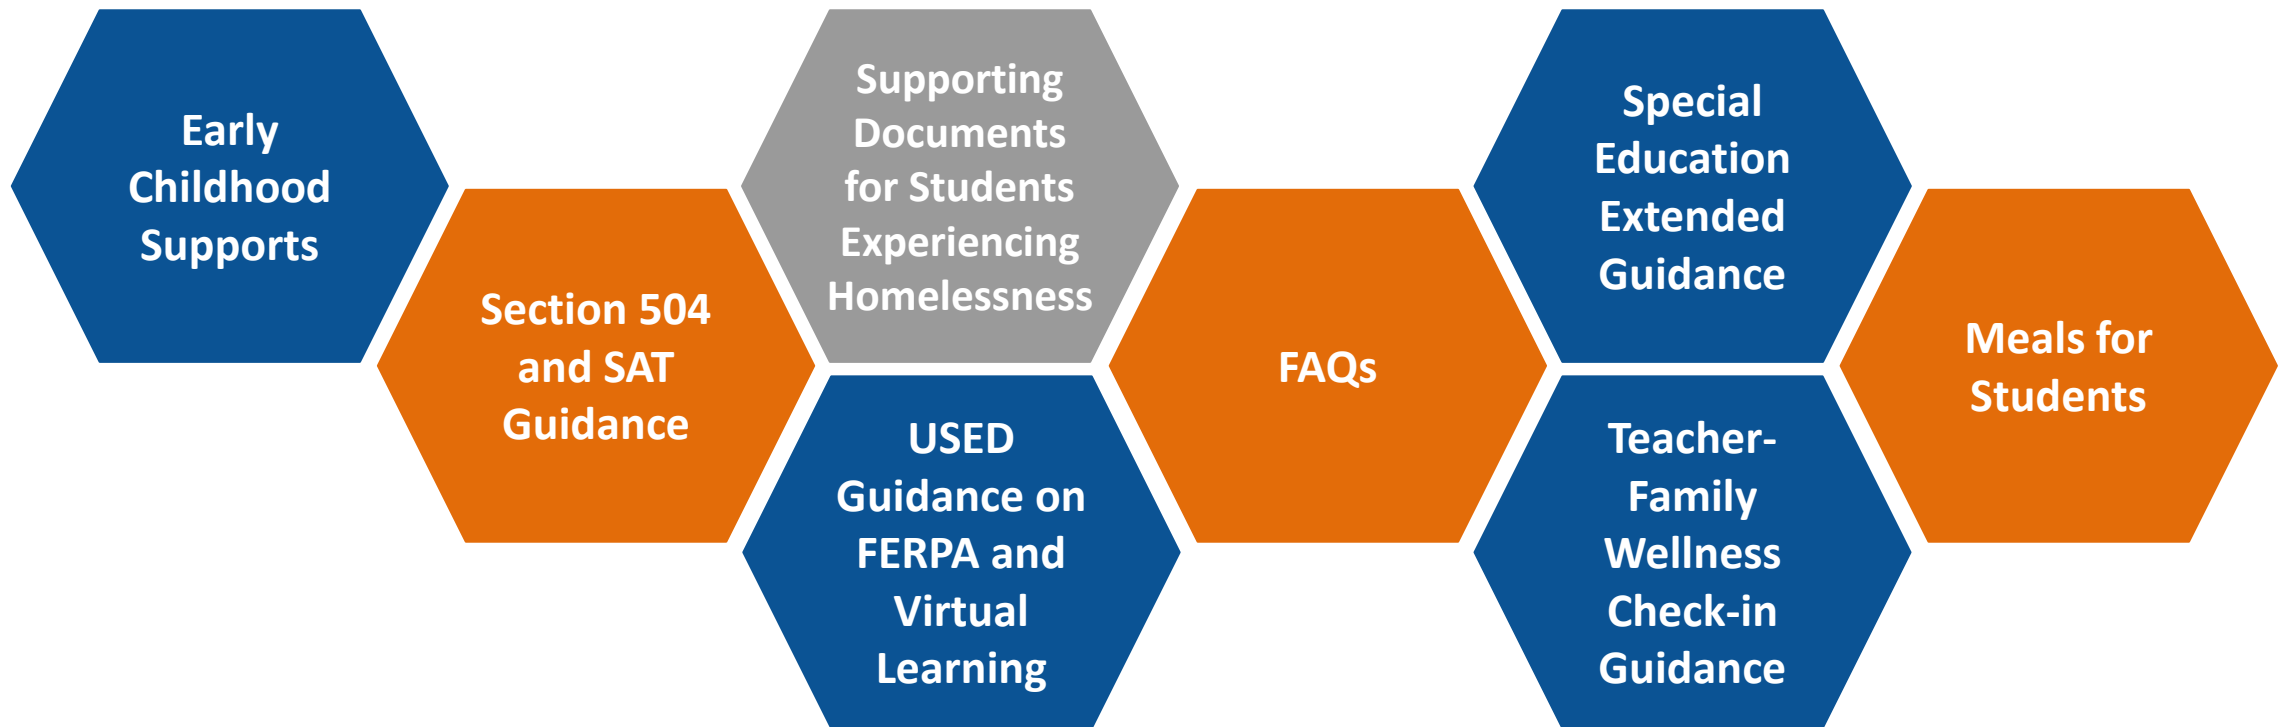 Early
Childhood
Supports
Section 504
and SAT
Guidance
Supporting
Documents
for Students
Experiencing
Homelessness
USED
Guidance on
FERPA and
Virtual
Learning
FAQs
Special
Education
Extended
Guidance
Teacher-
Family
Wellness
Check-in
Guidance
Meals for
Students